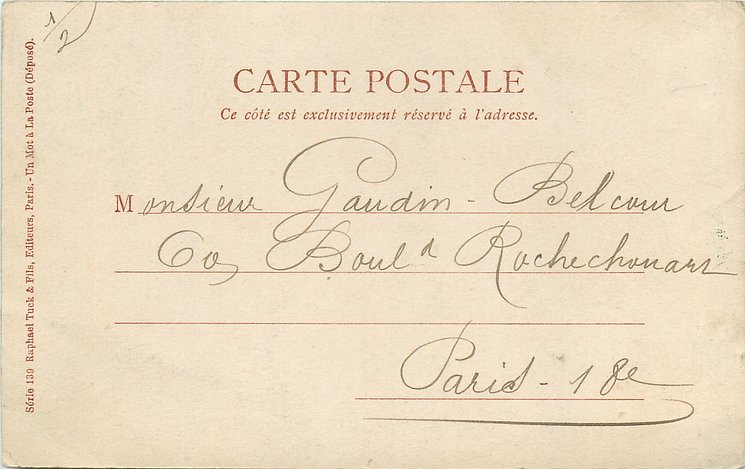 1/2
CARTE POSTALE
Ce côté est exclusivement réservé à l'adresse.
Monsieur Gaudin - Belcour
60, Boul^d Rochechouart
Paris - 18e
Série 139 Raphael Tuck & Fils, Editeurs, Paris. - Un Mot à La Poste (Déposé).